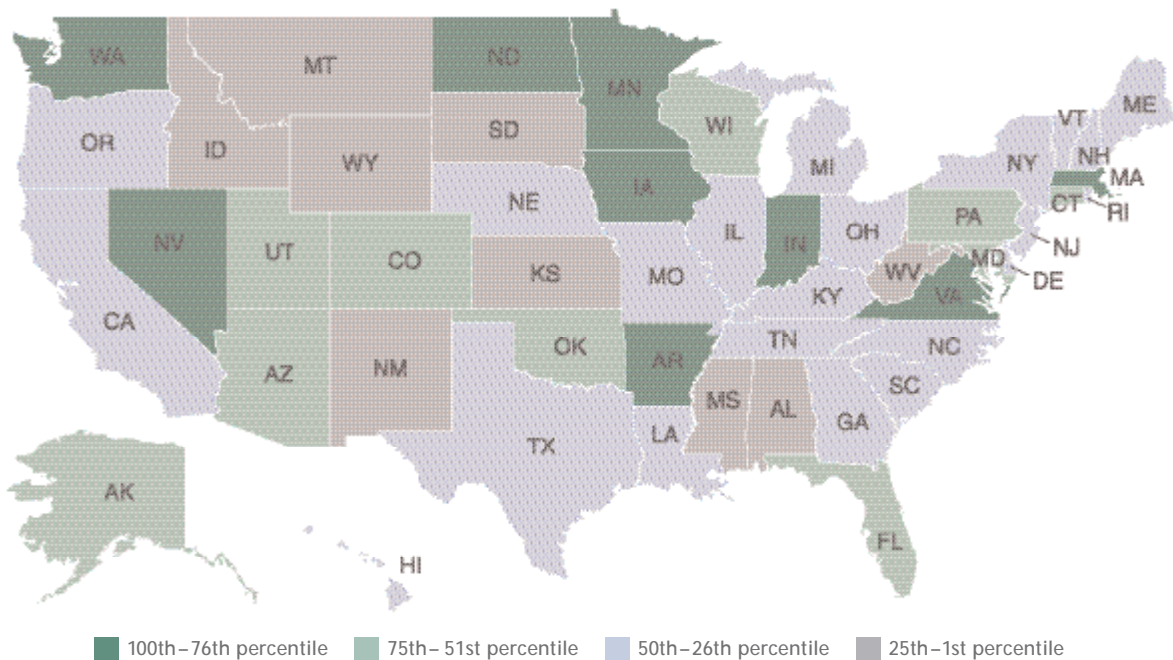 WA
MT
ND
MN
OR
ID
WY
SD
WI
MI
NY
VT
ME
NH
MA
CT
RI
NV
UT
CO
NE
IA
IL
IN
OH
PA
NJ
MD
DE
CA
KS
MO
KY
WV
VA
AZ
NM
OK
AR
TN
NC
SC
MS
AL
GA
TX
LA
FL
AK
HI
100th–76th percentile 75th–51st percentile 50th–26th percentile 25th–1st percentile